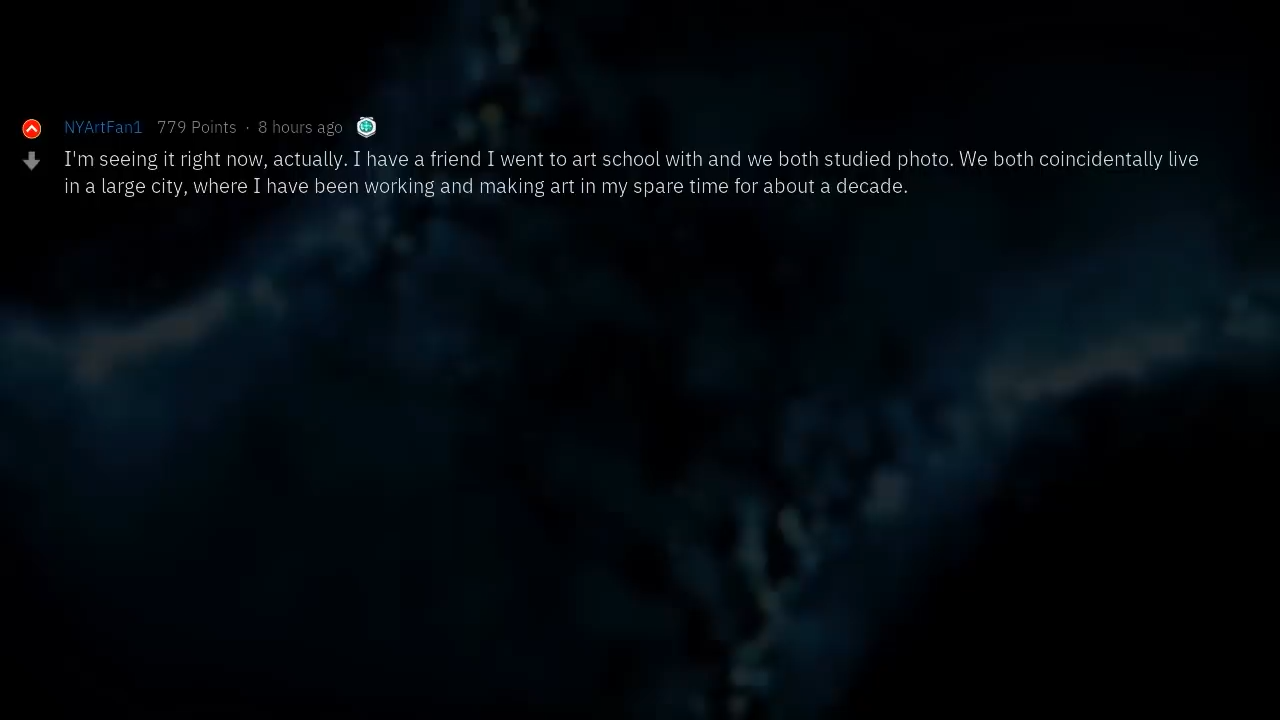 NYArtFan1 779 Points · 8 hours ago
I'm seeing it right now, actually. I have a friend I went to art school with and we both studied photo. We both coincidentally live
in a large city, where I have been working and making art in my spare time for about a decade.